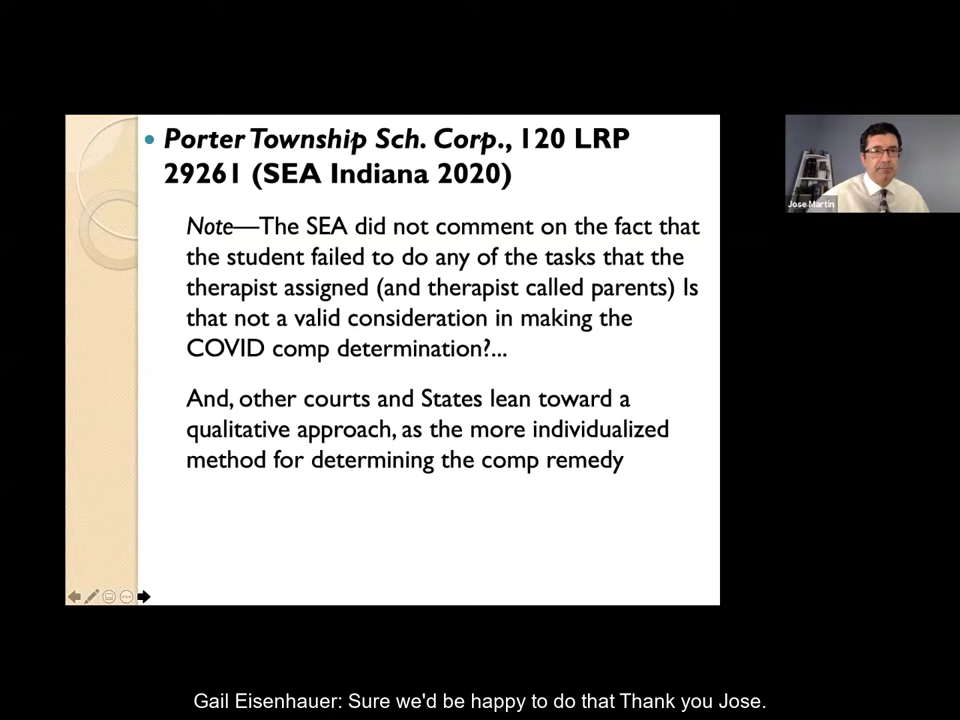 Porter Township Sch. Corp., 120 LRP
29261 (SEA Indiana 2020)
Note—The SEA did not comment on the fact that
the student failed to do any of the tasks that the
therapist assigned (and therapist called parents) Is
that not a valid consideration in making the
COVID comp determination?...
And, other courts and States lean toward a
qualitative approach, as the more individualized
method for determining the comp remedy
Jose Martin
Gail Eisenhauer: Sure we'd be happy to do that Thank you Jose.